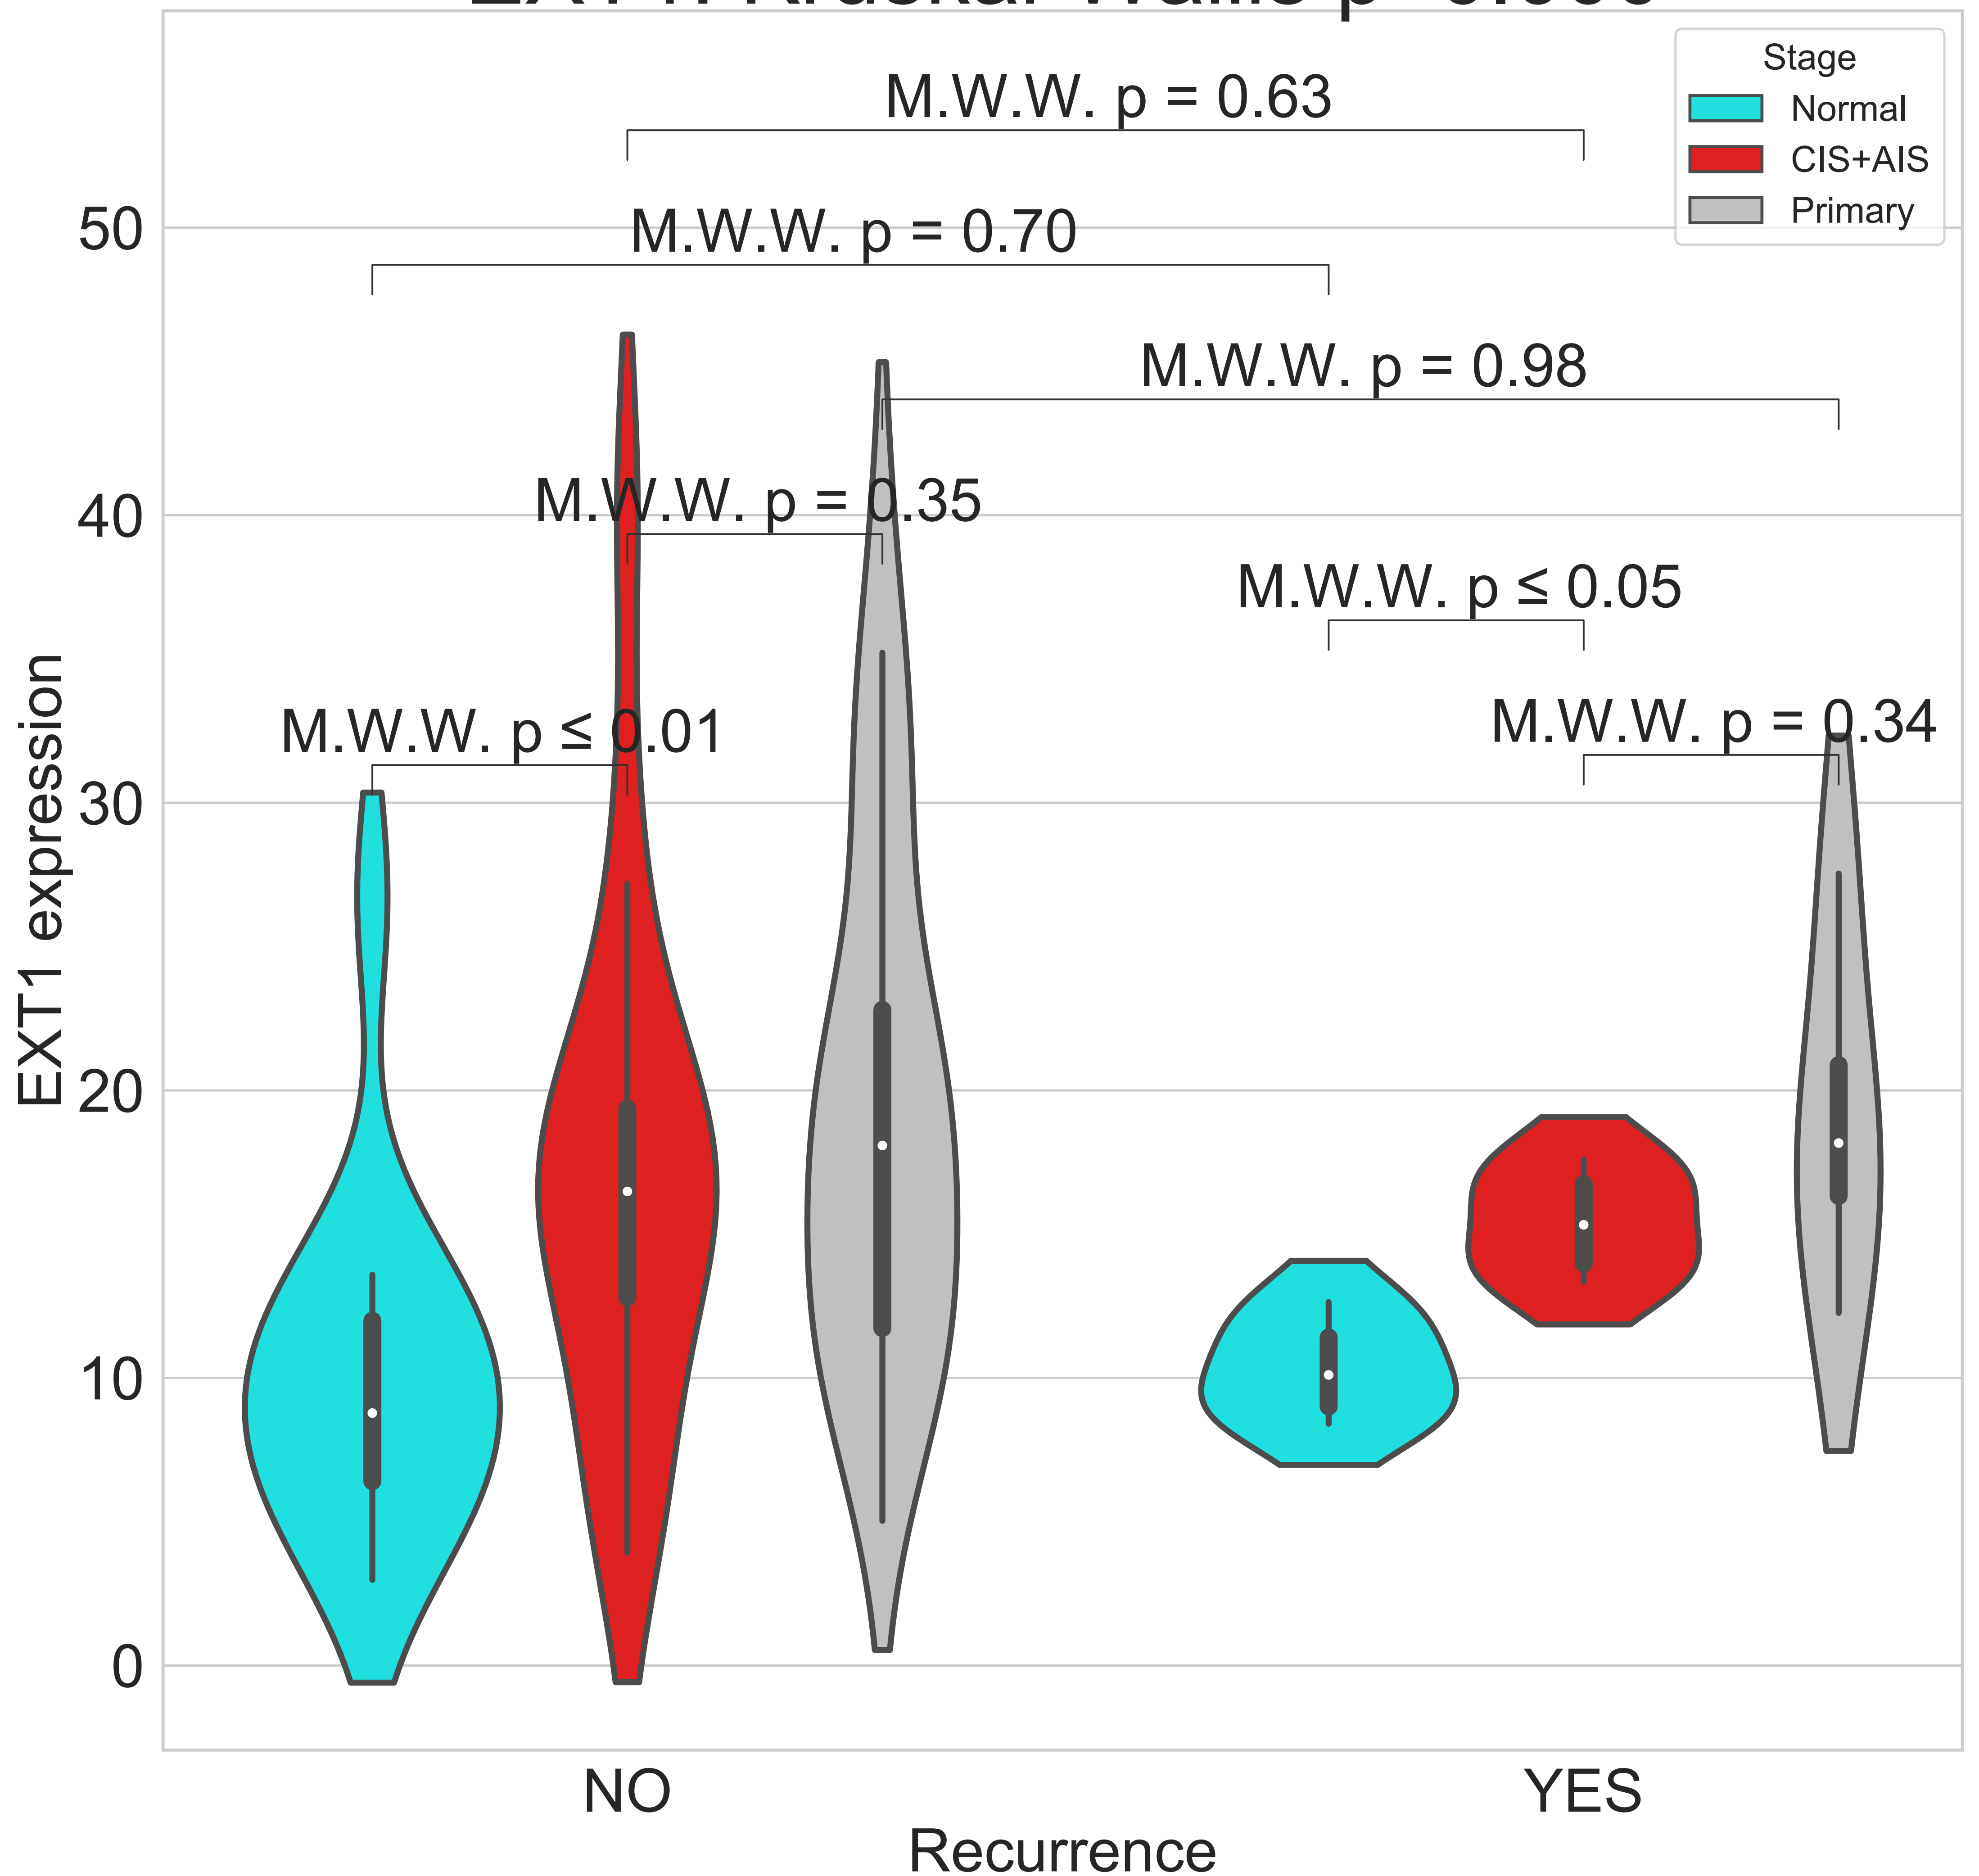 Stage
Normal
CIS+AIS
Primary
M.W.W. p = 0.63
M.W.W. p = 0.70
M.W.W. p = 0.98
M.W.W. p = 0.35
M.W.W. p ≤ 0.05
M.W.W. p = 0.34
M.W.W. p ≤ 0.01
50
40
30
20
10
0
EXT1 expression
NO
YES
Recurrence